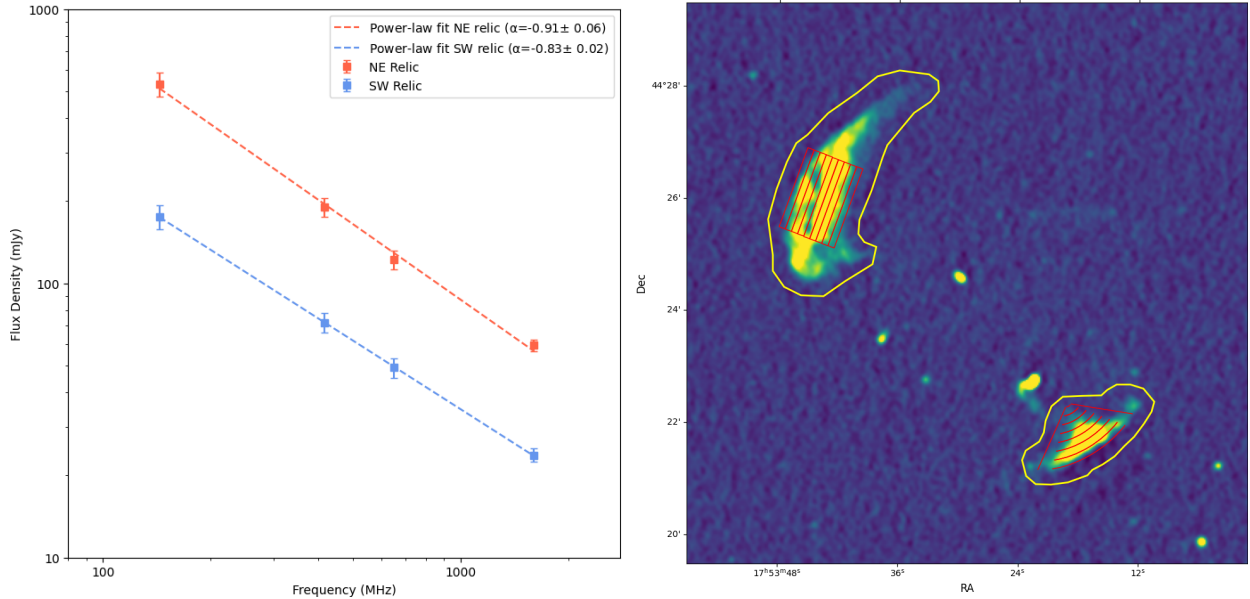 1000
100
10
Flux Density (mJy)
100
1000
Frequency (MHz)
Power-law fit NE relic (α=-0.91± 0.06)
Power-law fit SW relic (α=-0.83± 0.02)
NE Relic
SW Relic
44°28'
26'
24'
22'
20'
Dec
17ʰ53ᵐ48ˢ
36ˢ
24ˢ
12ˢ
RA